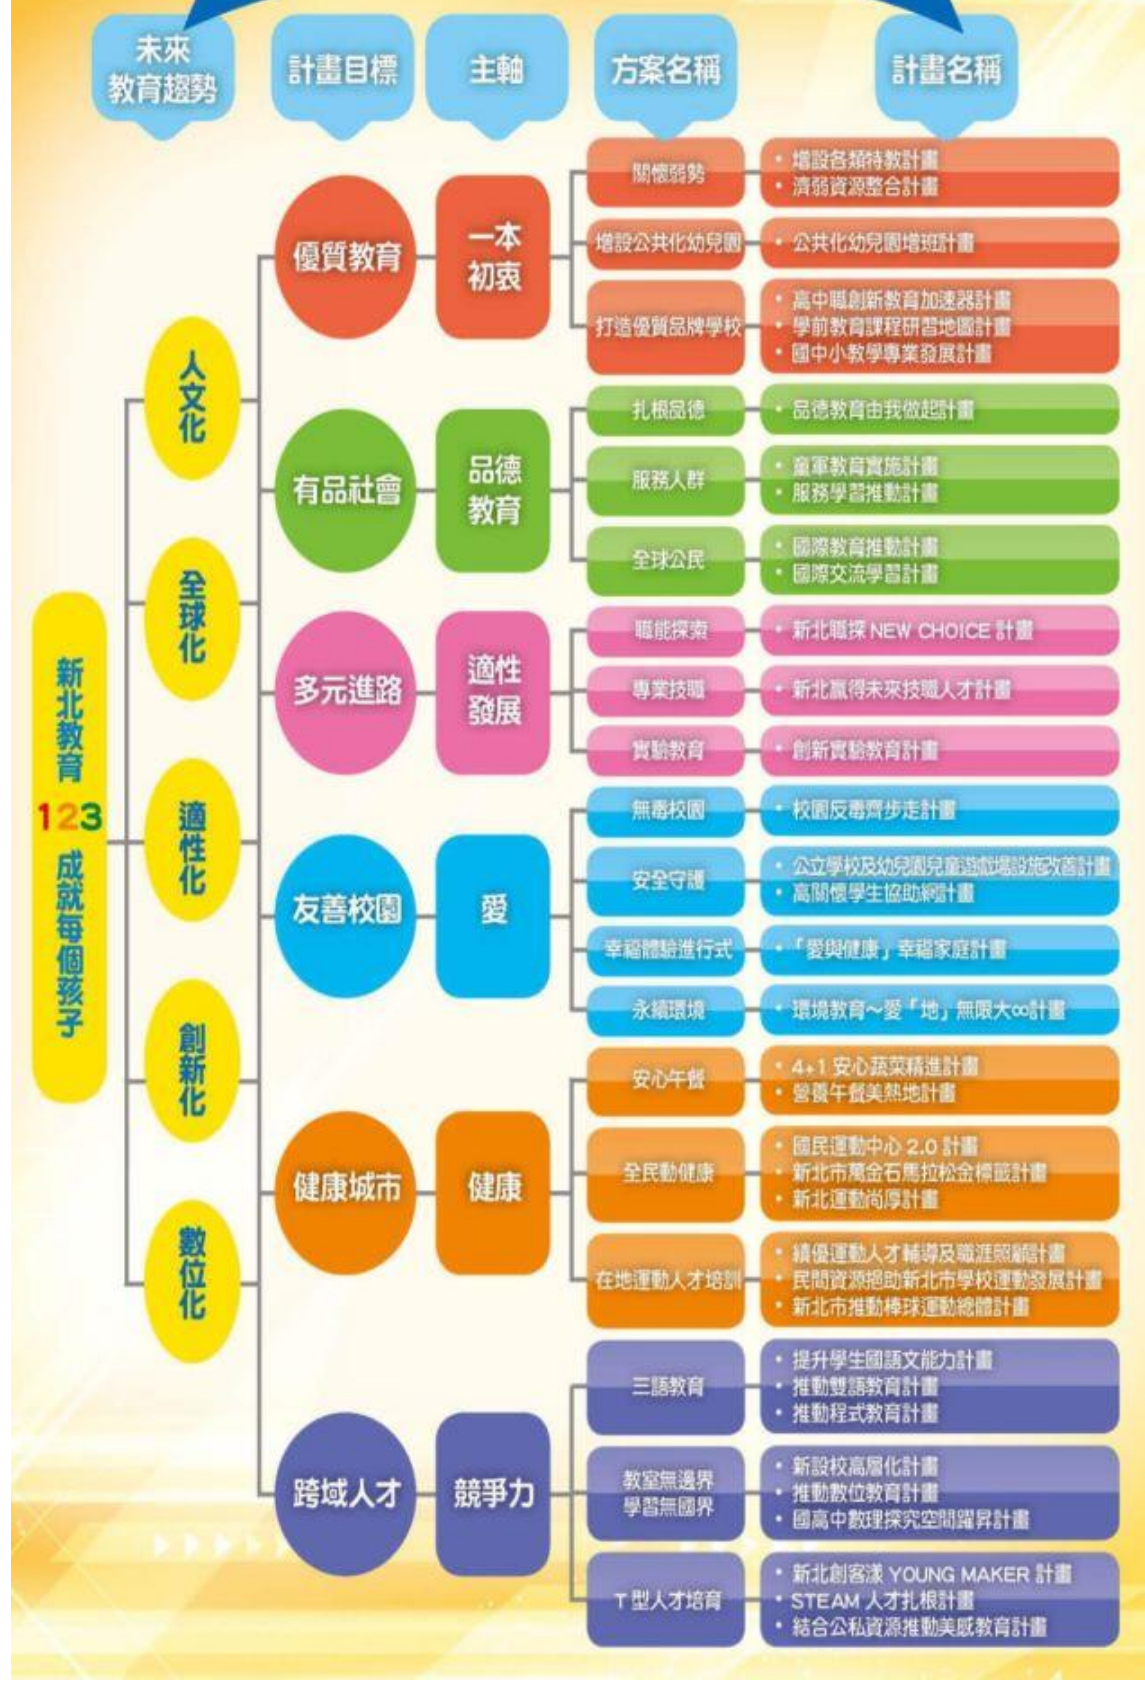 未來
教育趨勢
計畫目標
主軸
方案名稱
計畫名稱
新北教育
123
成就每個孩子
人文化
全球化
適性化
創新化
數位化
優質教育
一本
初衷
關懷弱勢
• 增設各類特教計畫
• 濟弱資源整合計畫
增設公共化幼兒園
• 公共化幼兒園增班計畫
打造優質品牌學校
• 高中職創新教育加速器計畫
• 學前教育課程研習地圖計畫
• 國中小教學專業發展計畫
有品社會
品德
教育
扎根品德
• 品德教育由我做起計畫
服務人群
• 童軍教育實施計畫
• 服務學習推動計畫
全球公民
• 國際教育推動計畫
• 國際交流學習計畫
多元進路
適性
發展
職能探索
• 新北職探 NEW CHOICE 計畫
專業技職
• 新北贏得未來技職人才計畫
實驗教育
• 創新實驗教育計畫
友善校園
愛
無毒校園
• 校園反毒齊步走計畫
安全守護
• 公立學校及幼兒園兒童遊戲場設施改善計畫
• 高關懷學生協助網計畫
幸福體驗進行式
• 「愛與健康」幸福家庭計畫
永續環境
• 環境教育～愛「地」無限大∞計畫
健康城市
健康
安心午餐
• 4+1 安心蔬菜精進計畫
• 營養午餐美熱地計畫
全民動健康
• 國民運動中心 2.0 計畫
• 新北市萬金石馬拉松金標籤計畫
• 新北運動尚厚計畫
在地運動人才培訓
• 績優運動人才輔導及職涯照顧計畫
• 民間資源挹助新北市學校運動發展計畫
• 新北市推動棒球運動總體計畫
跨域人才
競爭力
三語教育
• 提升學生國語文能力計畫
• 推動雙語教育計畫
• 推動程式教育計畫
教室無邊界
學習無國界
• 新設校高層化計畫
• 推動數位教育計畫
• 國高中數理探究空間躍昇計畫
T 型人才培育
• 新北創客漾 YOUNG MAKER 計畫
• STEAM 人才扎根計畫
• 結合公私資源推動美感教育計畫